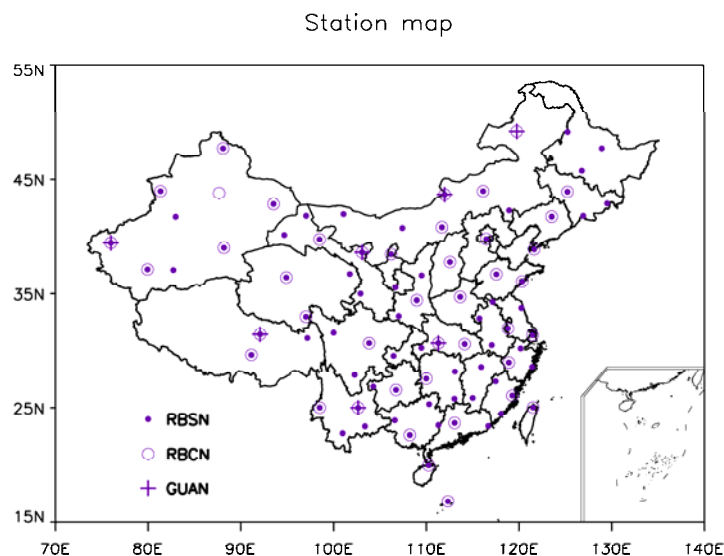 Station map
55N
45N
35N
25N
15N
RBSN
RBCN
GUAN
70E 80E 90E 100E 110E 120E 130E 140E